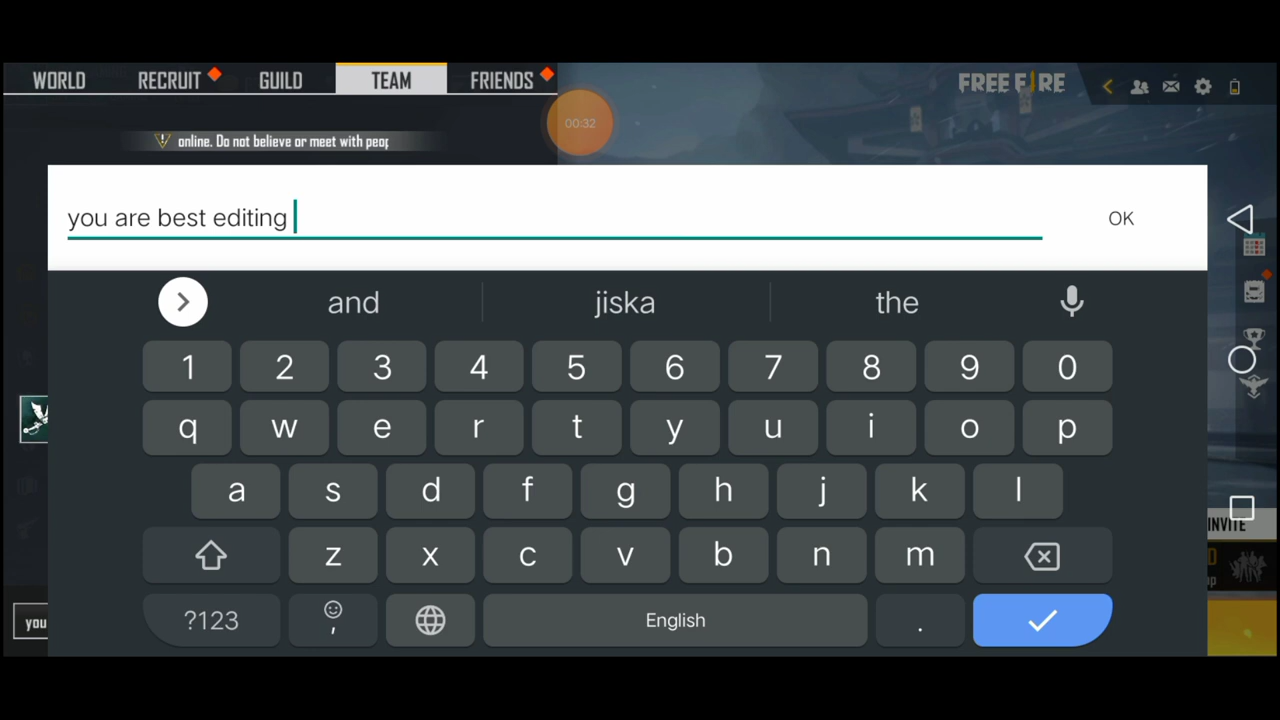 WORLD RECRUIT GUILD TEAM FRIENDS
FREE FIRE
00:32
online. Do not believe or meet with peop
you are best editing
OK
and jiska the
1 2 3 4 5 6 7 8 9 0
q w e r t y u i o p
a s d f g h j k l
INVITE
z x c v b n m
?123 , English .
you